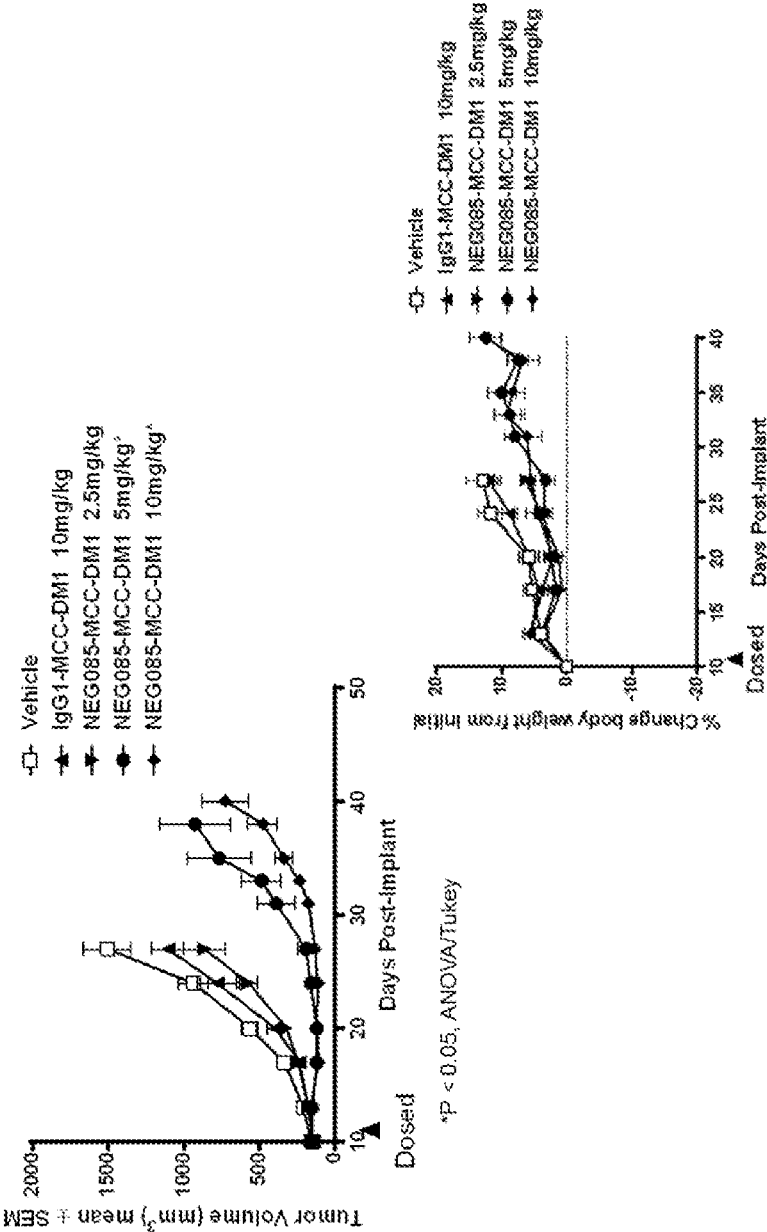 Tumor Volume (mm³) mean ± SEM
2000
1500
1000
500
0
10
20
30
40
50
Dosed
Days Post-Implant
Vehicle
IgG1-MCC-DM1 10mg/kg
NEG085-MCC-DM1 2.5mg/kg
NEG085-MCC-DM1 5mg/kg*
NEG085-MCC-DM1 10mg/kg*
*P < 0.05, ANOVA/Tukey
% Change body weight from Initial
20
10
0
-10
-20
10
15
20
25
30
35
40
Dosed
Days Post-Implant
Vehicle
IgG1-MCC-DM1 10mg/kg
NEG085-MCC-DM1 2.5mg/kg
NEG085-MCC-DM1 5mg/kg
NEG085-MCC-DM1 10mg/kg